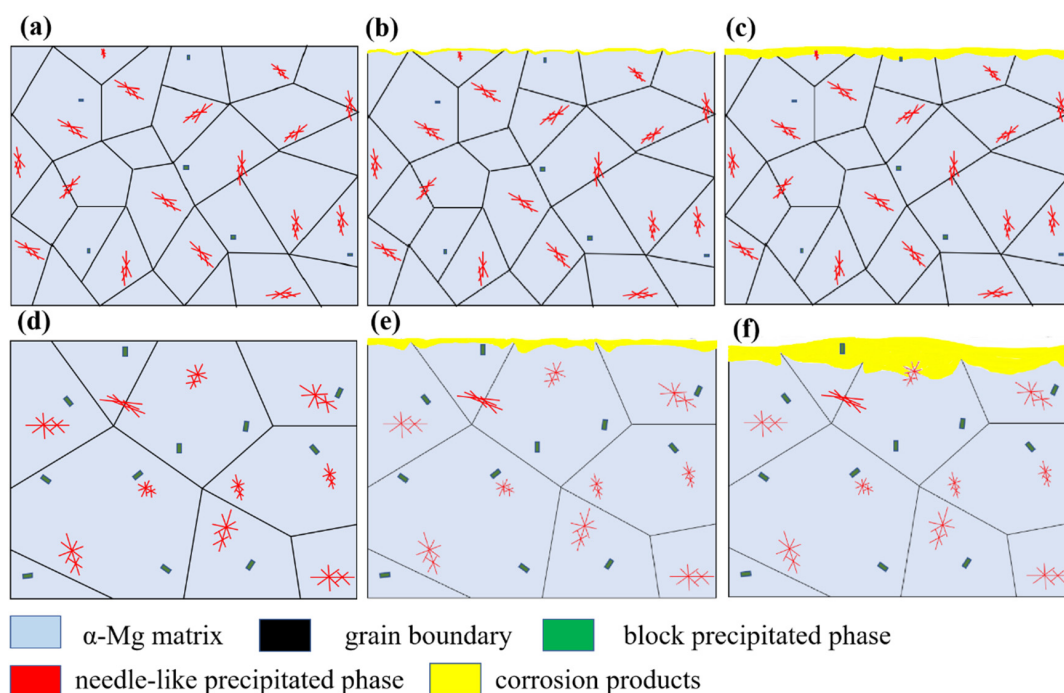 (a) (b) (c)
(d) (e) (f)
α-Mg matrix grain boundary block precipitated phase
needle-like precipitated phase corrosion products